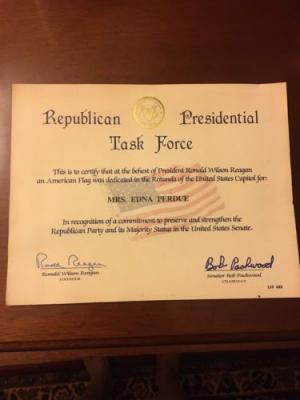 Republican Presidential
Task Force
This is to certify that at the behest of President Ronald Wilson Reagan
an American Flag was dedicated in the Rotunda of the United States Capitol for:
MRS. EDNA PERDUE
In recognition of a commitment to preserve and strengthen the
Republican Party and its Majority Status in the United States Senate.
Ronald Reagan Bob Packwood
Ronald Wilson Reagan Senator Bob Packwood
CHAIRMAN